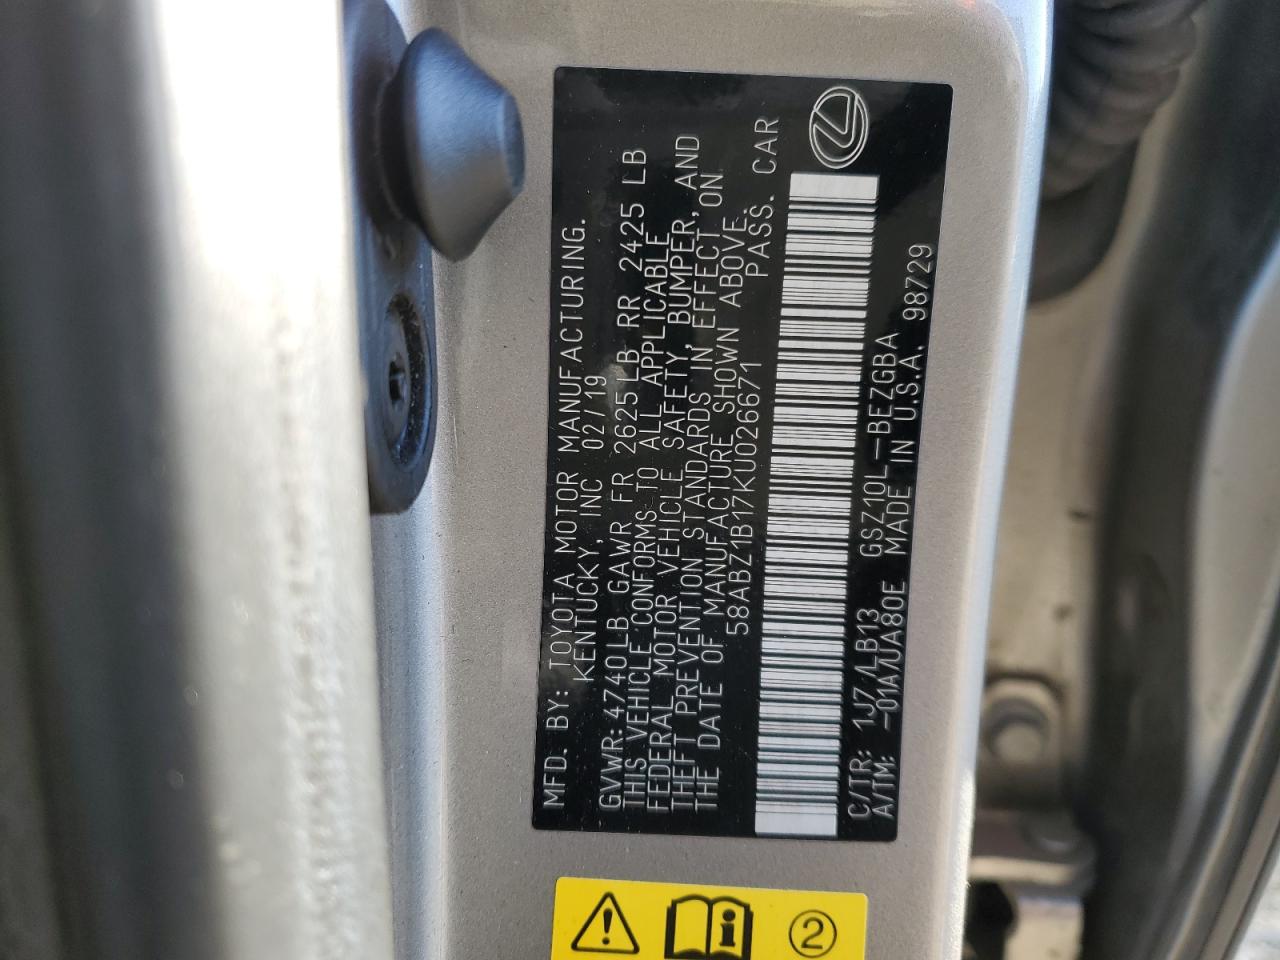 MFD. BY: TOYOTA MOTOR MANUFACTURING.
KENTUCKY, INC 02/19
GVWR: 4740LB GAWR FR 2625 LB RR 2425 LB
THIS VEHICLE CONFORMS TO ALL APPLICABLE
FEDERAL MOTOR VEHICLE SAFETY, BUMPER, AND
THEFT PREVENTION STANDARDS IN EFFECT ON
THE DATE OF MANUFACTURE SHOWN ABOVE.
58ABZ1B17KU026671 PASS. CAR
C/TR: 1J7/LB13 GSZ10L-BEZGBA
A/TM: -01A/UA80E MADE IN U.S.A. 98729
2